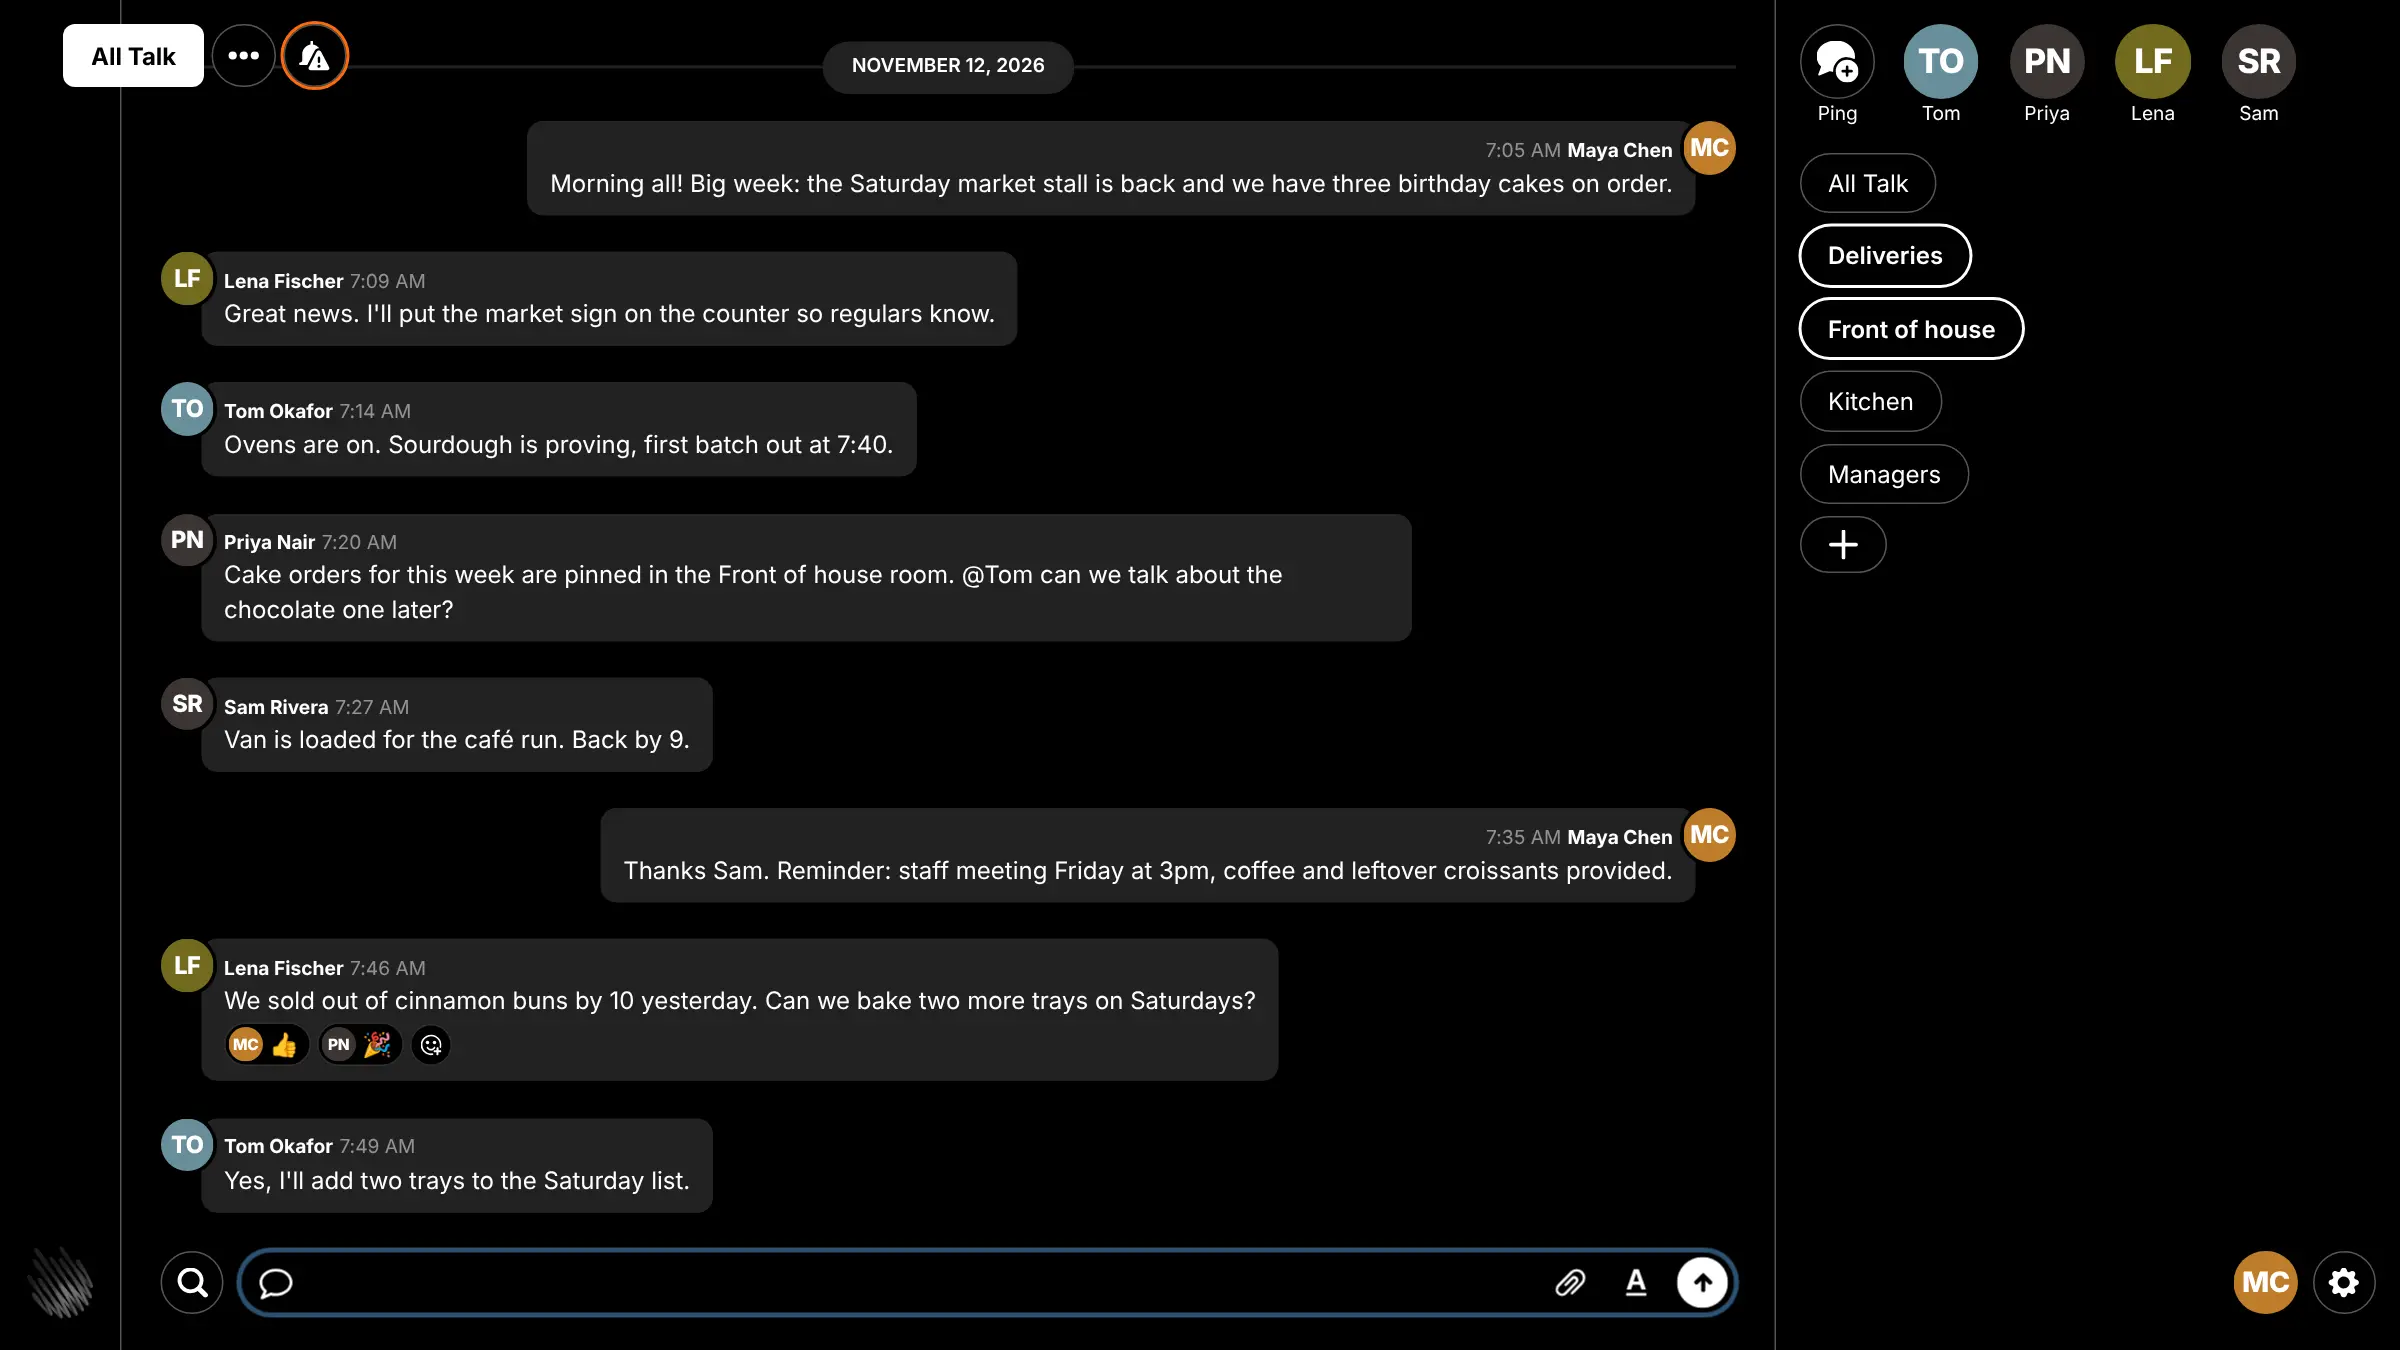 All Talk
NOVEMBER 12, 2026
7:05 AM Maya Chen
MC
Morning all! Big week: the Saturday market stall is back and we have three birthday cakes on order.
LF
Lena Fischer 7:09 AM
Great news. I'll put the market sign on the counter so regulars know.
TO
Tom Okafor 7:14 AM
Ovens are on. Sourdough is proving, first batch out at 7:40.
PN
Priya Nair 7:20 AM
Cake orders for this week are pinned in the Front of house room. @Tom can we talk about the
chocolate one later?
SR
Sam Rivera 7:27 AM
Van is loaded for the café run. Back by 9.
7:35 AM Maya Chen
MC
Thanks Sam. Reminder: staff meeting Friday at 3pm, coffee and leftover croissants provided.
LF
Lena Fischer 7:46 AM
We sold out of cinnamon buns by 10 yesterday. Can we bake two more trays on Saturdays?
MC 👍 PN 🎉
TO
Tom Okafor 7:49 AM
Yes, I'll add two trays to the Saturday list.
A
TO PN LF SR
Ping Tom Priya Lena Sam
All Talk
Deliveries
Front of house
Kitchen
Managers
MC